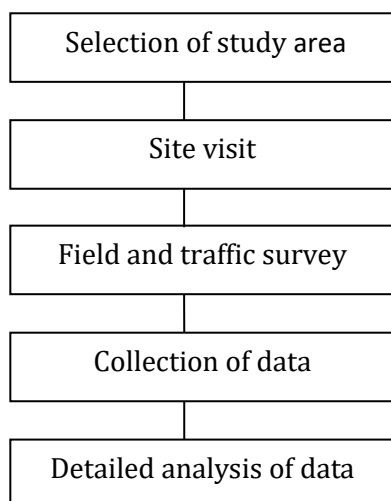 Selection of study area
Site visit
Field and traffic survey
Collection of data
Detailed analysis of data